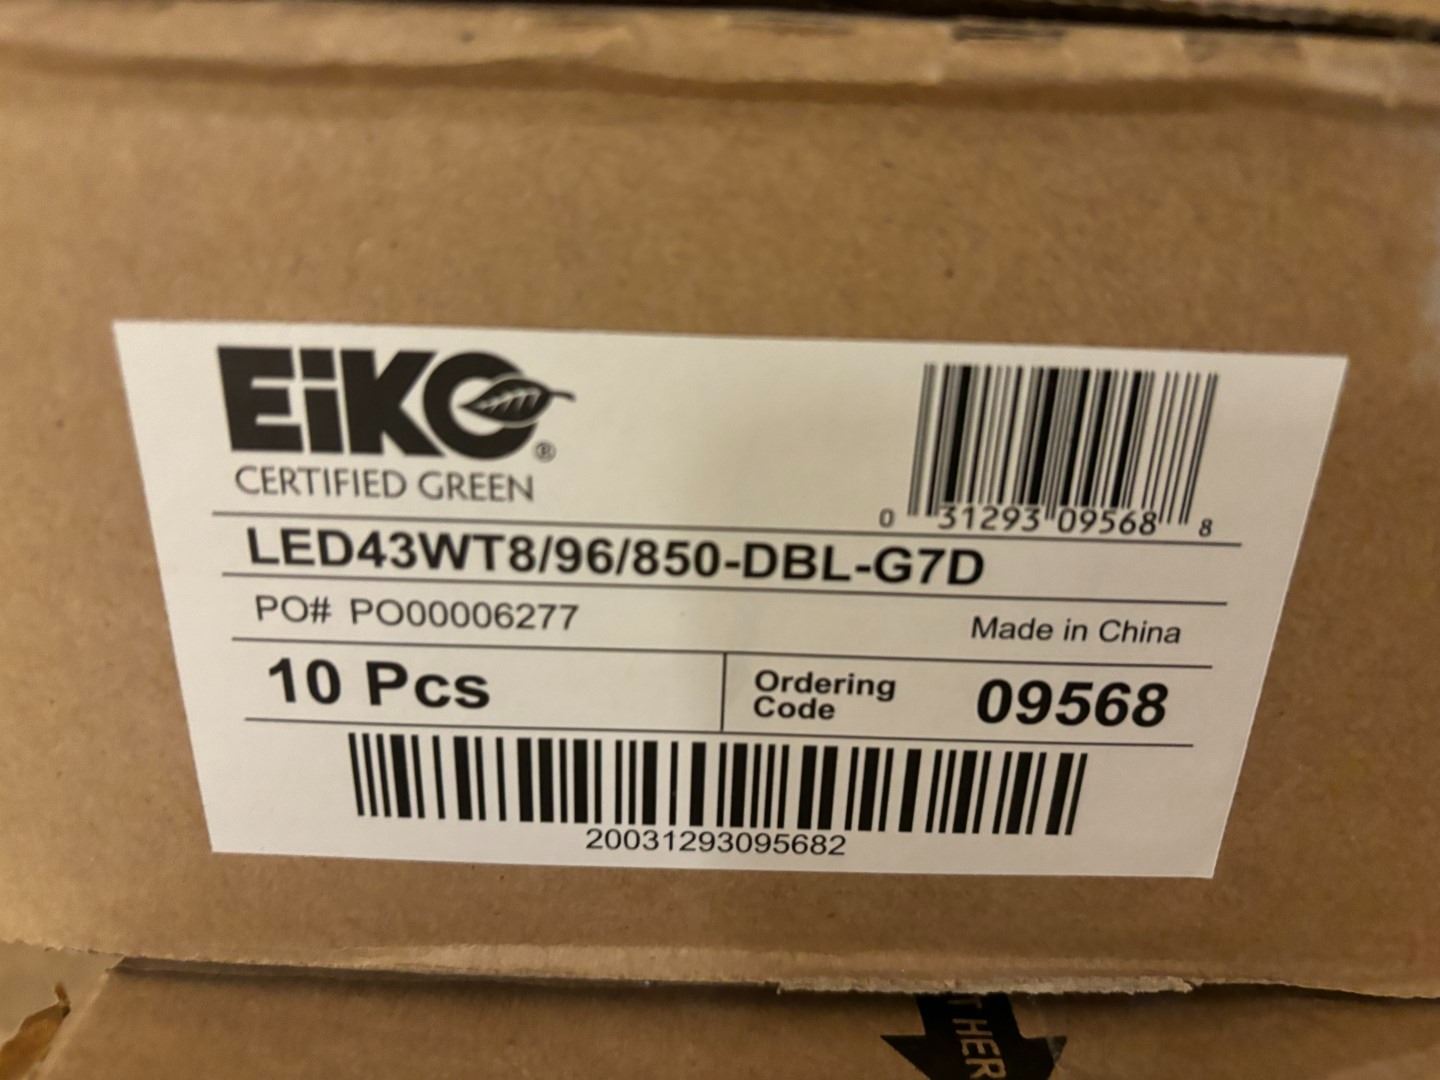 EiKO®
CERTIFIED GREEN
0 31293 09568 8
LED43WT8/96/850-DBL-G7D
PO# PO00006277
Made in China
10 Pcs
Ordering
Code
09568
20031293095682
T HER